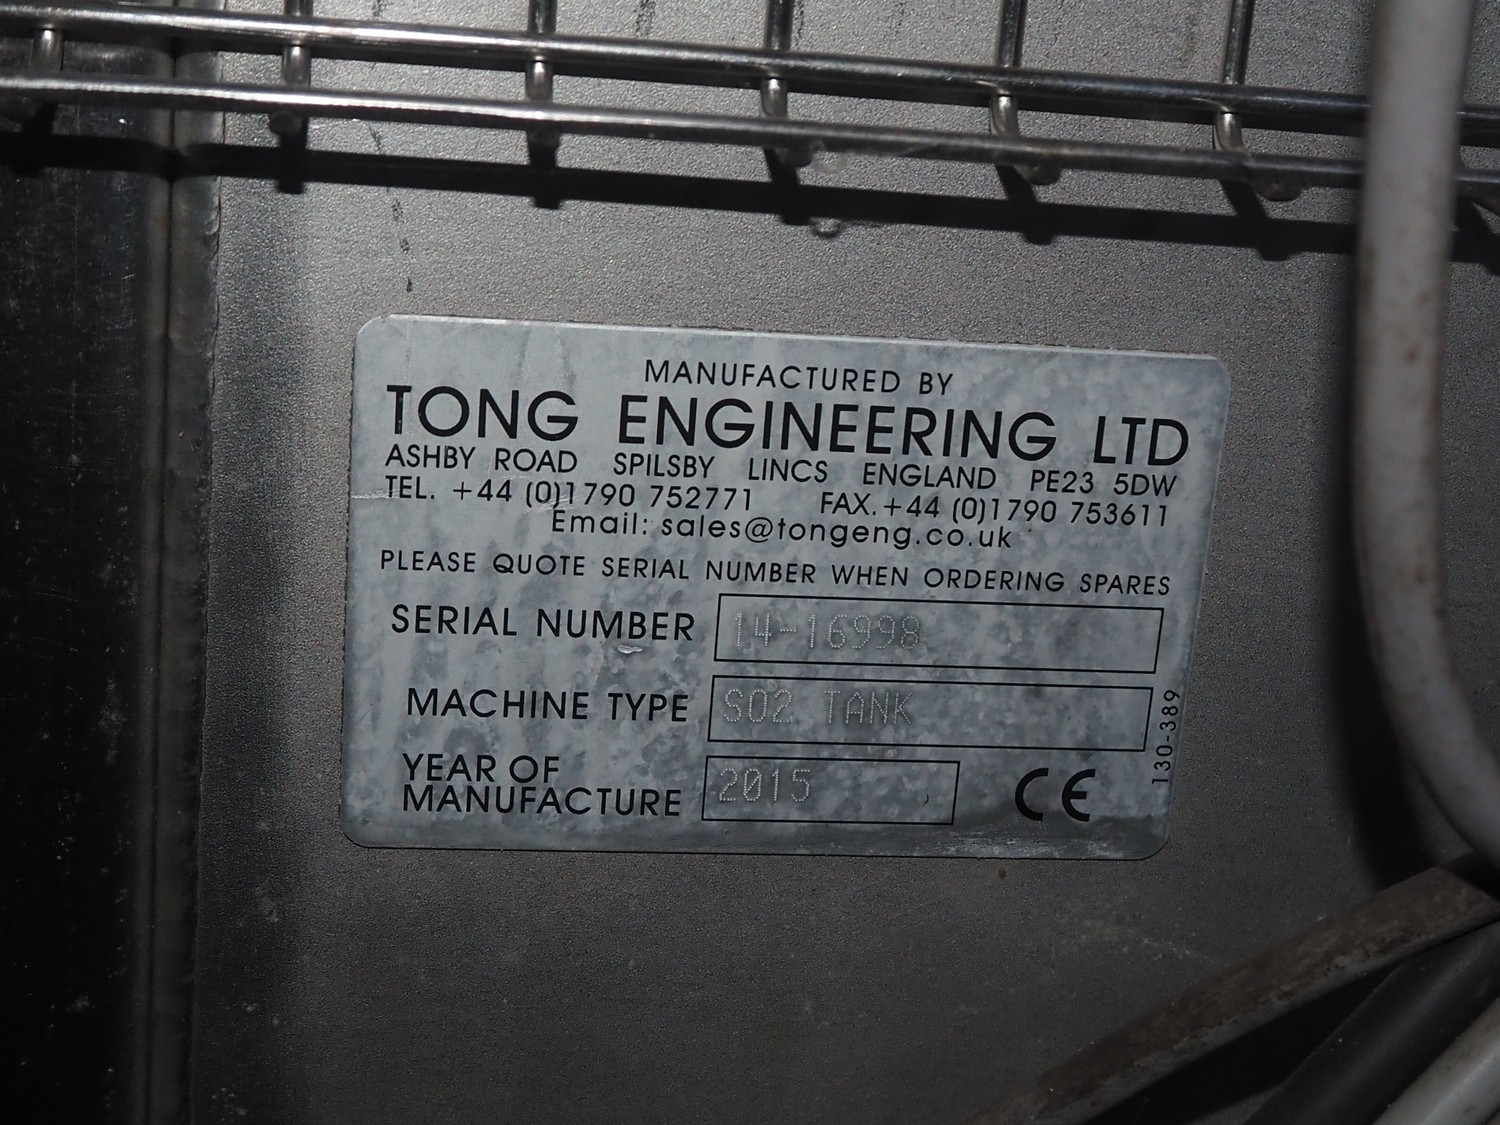 MANUFACTURED BY
TONG ENGINEERING LTD
ASHBY ROAD SPILSBY LINCS ENGLAND PE23 5DW
TEL. +44 (0)1790 752771 FAX.+44 (0)1790 753611
Email: sales@tongeng.co.uk
PLEASE QUOTE SERIAL NUMBER WHEN ORDERING SPARES
SERIAL NUMBER 14-16998
MACHINE TYPE SO2 TANK
YEAR OF
MANUFACTURE 2015
CE
130-389